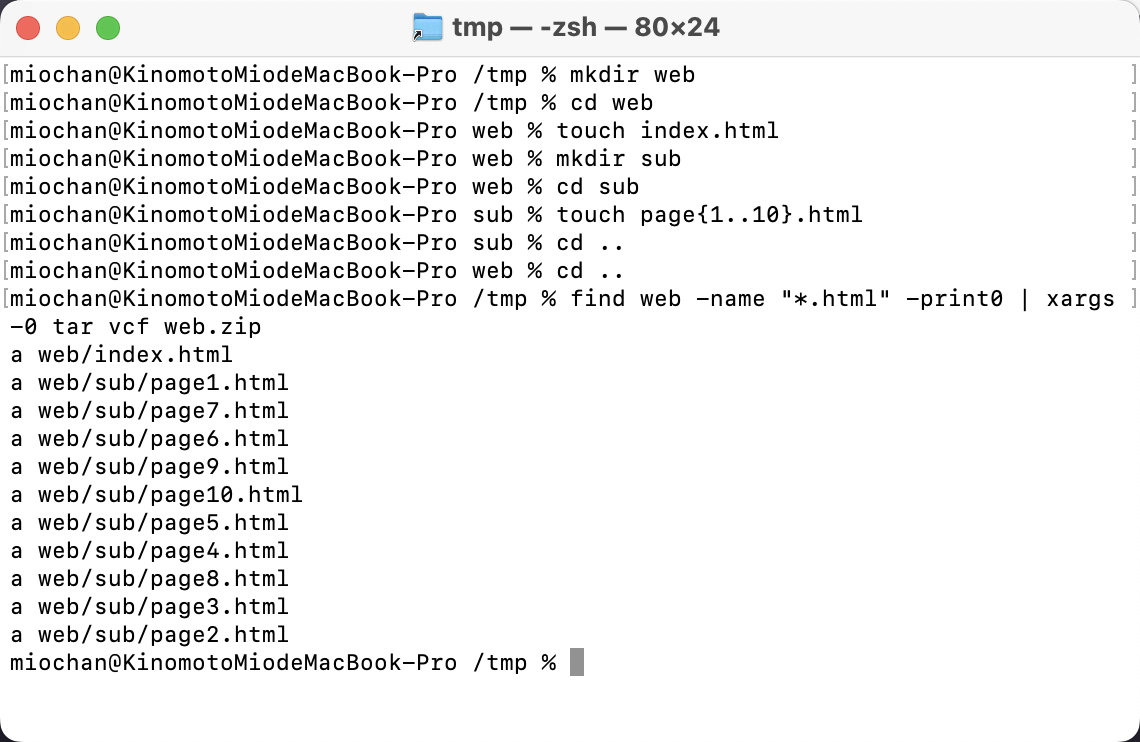 tmp — -zsh — 80×24
[miochan@KinomotoMiodeMacBook-Pro /tmp % mkdir web ]
[miochan@KinomotoMiodeMacBook-Pro /tmp % cd web ]
[miochan@KinomotoMiodeMacBook-Pro web % touch index.html ]
[miochan@KinomotoMiodeMacBook-Pro web % mkdir sub ]
[miochan@KinomotoMiodeMacBook-Pro web % cd sub ]
[miochan@KinomotoMiodeMacBook-Pro sub % touch page{1..10}.html ]
[miochan@KinomotoMiodeMacBook-Pro sub % cd .. ]
[miochan@KinomotoMiodeMacBook-Pro web % cd .. ]
[miochan@KinomotoMiodeMacBook-Pro /tmp % find web -name "*.html" -print0 | xargs ]
-0 tar vcf web.zip
a web/index.html
a web/sub/page1.html
a web/sub/page7.html
a web/sub/page6.html
a web/sub/page9.html
a web/sub/page10.html
a web/sub/page5.html
a web/sub/page4.html
a web/sub/page8.html
a web/sub/page3.html
a web/sub/page2.html
miochan@KinomotoMiodeMacBook-Pro /tmp %